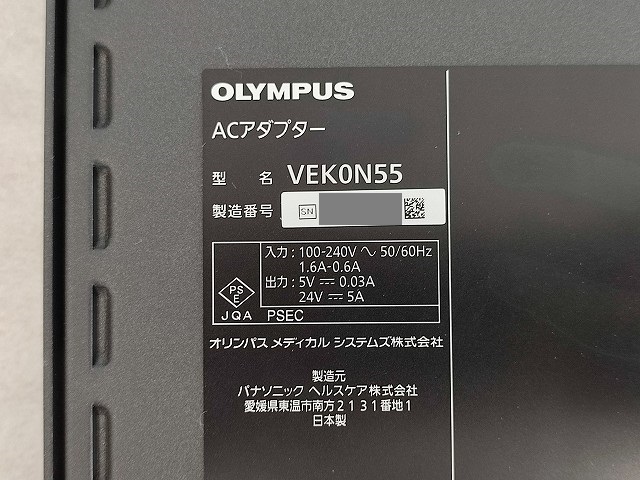 OLYMPUS
ACアダプター
型　名 VEK0N55
製造番号 SN
入力 : 100-240V ～ 50/60Hz
1.6A-0.6A
出力 : 5V ⎓ 0.03A
24V ⎓ 5A
PS
E
JQA PSEC
オリンパス メディカル システムズ株式会社
製造元
パナソニック ヘルスケア株式会社
愛媛県東温市南方２１３１番地１
日本製